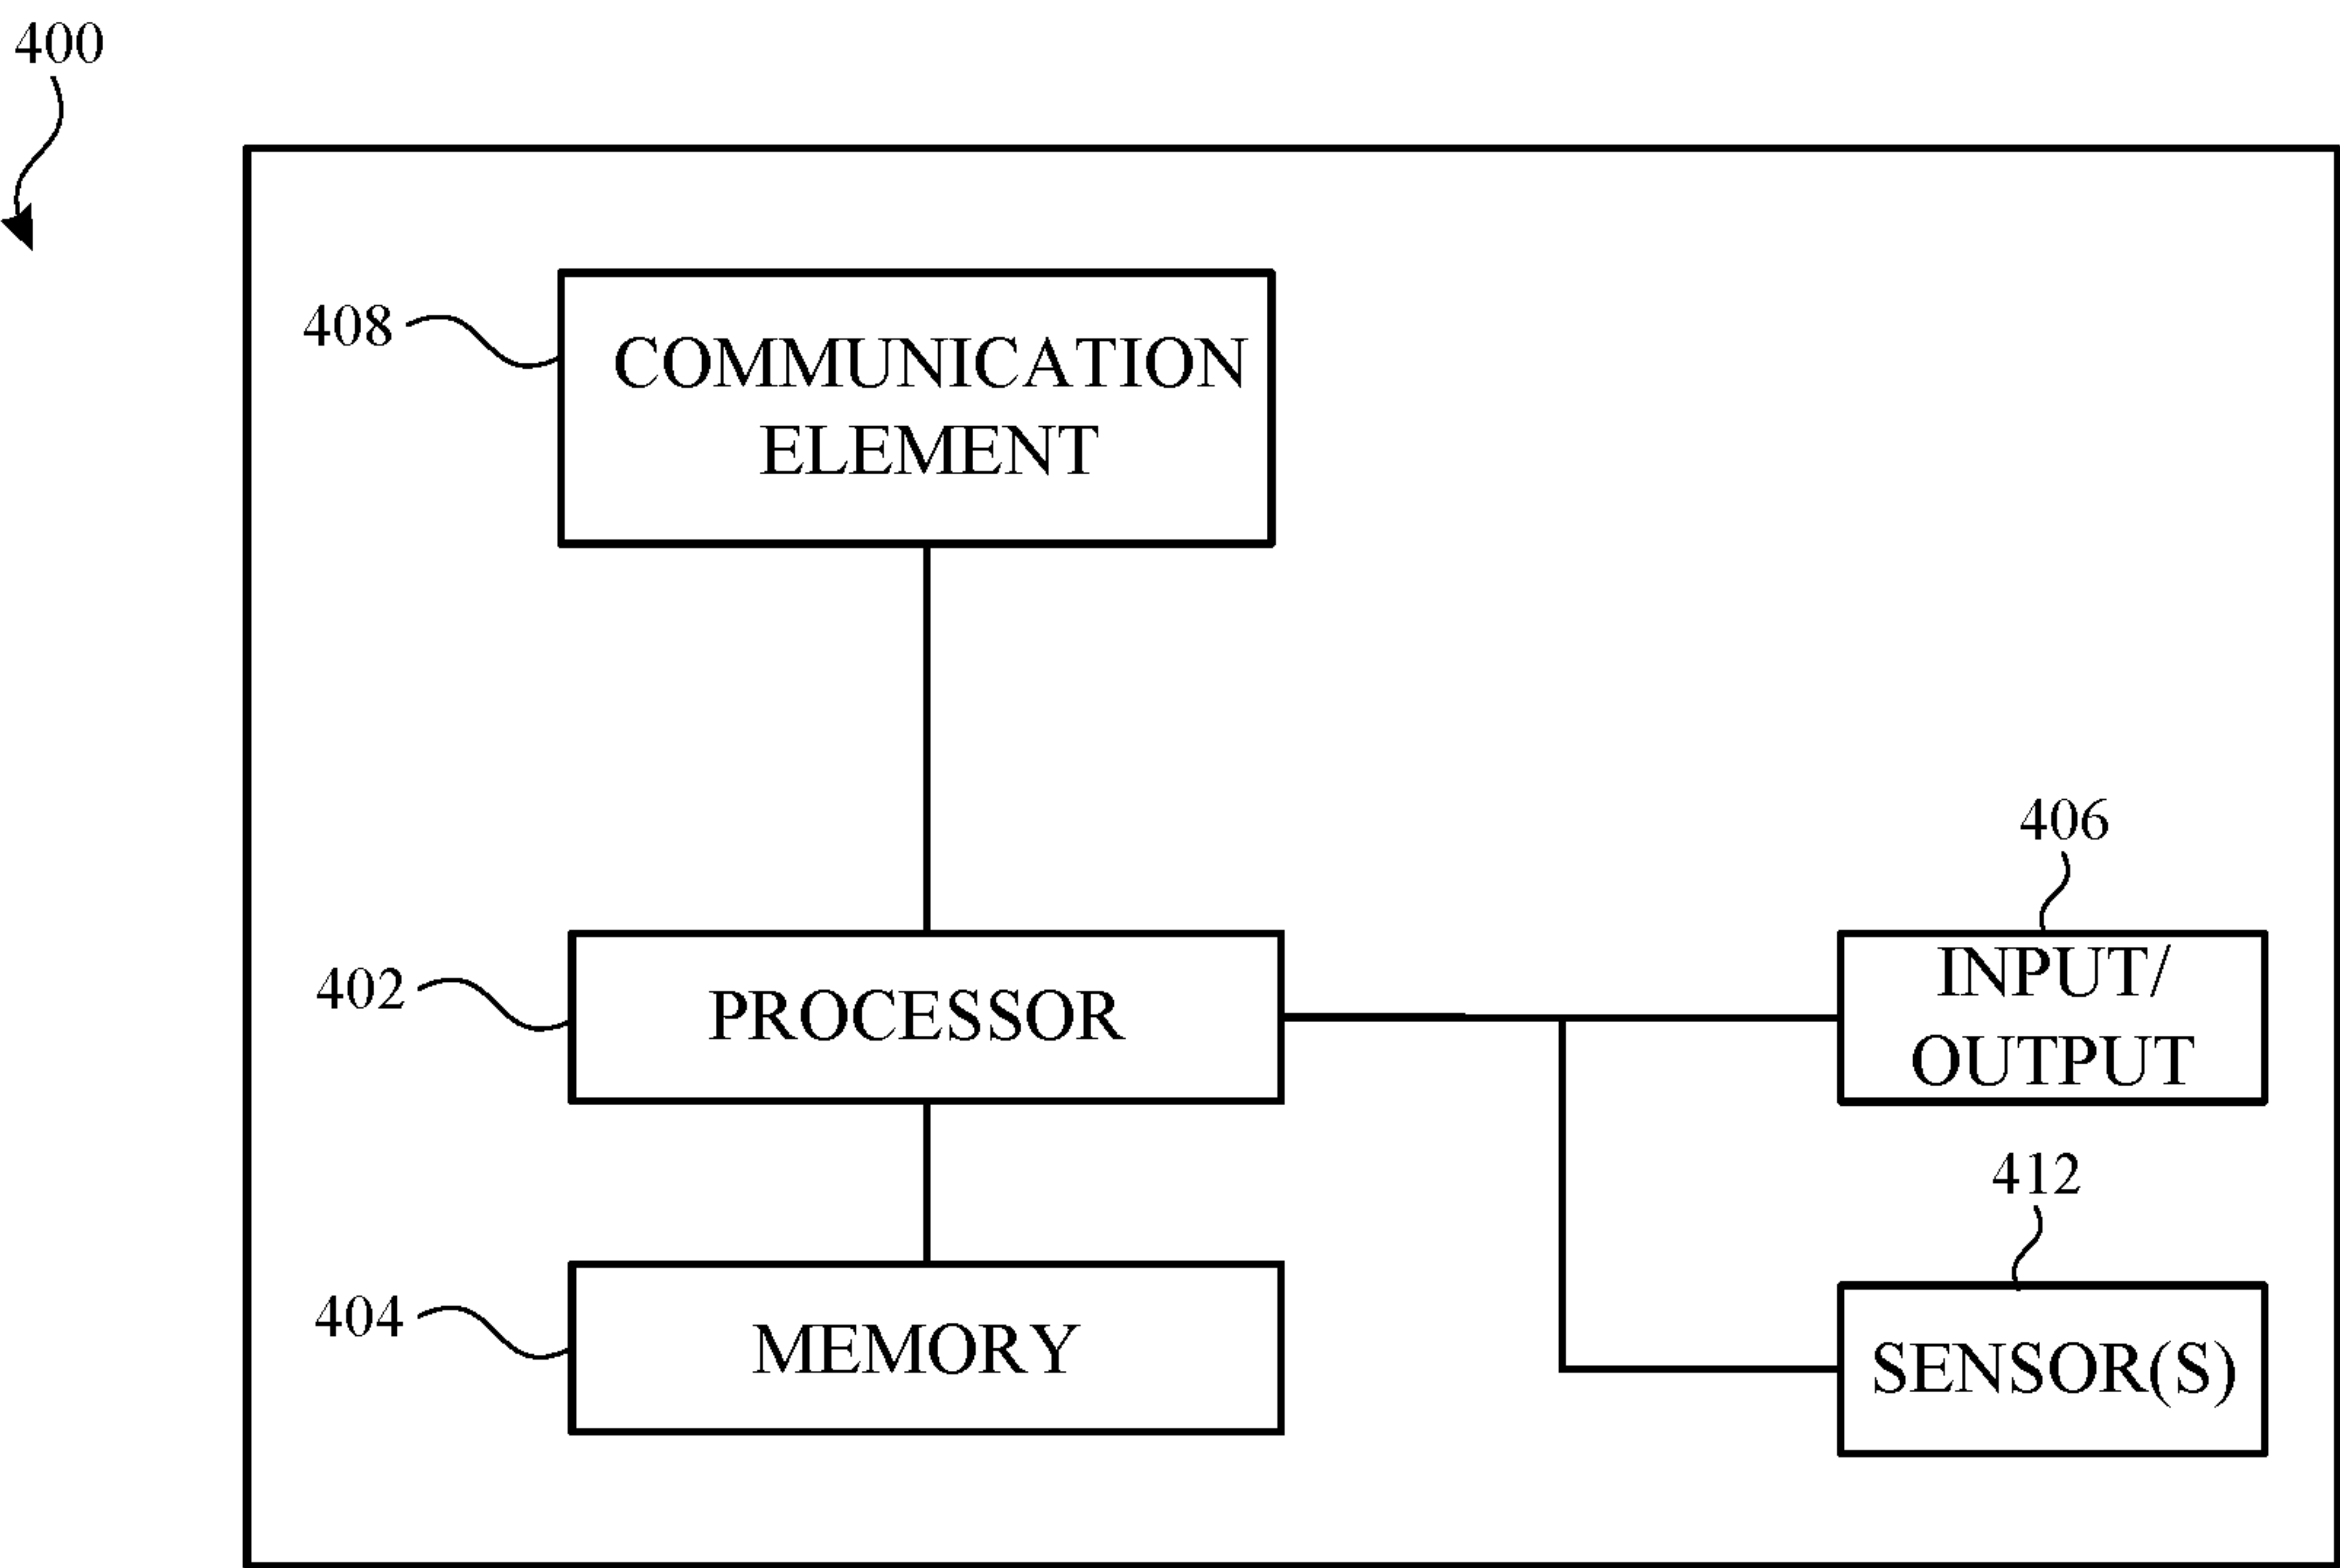 400
408
COMMUNICATION
ELEMENT
406
402
PROCESSOR
INPUT/
OUTPUT
412
404
MEMORY
SENSOR(S)